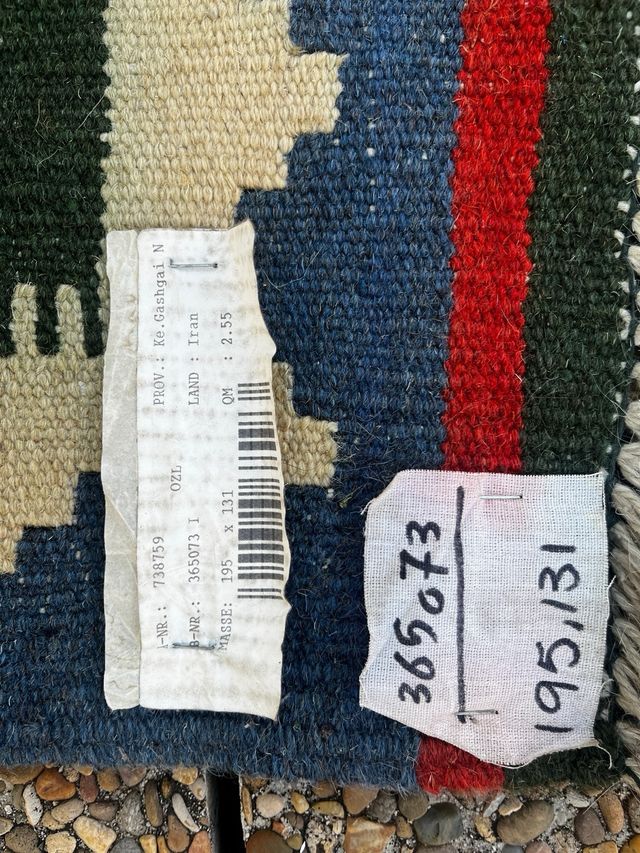 A-NR.: 738759 PROV.: Ke.Gashgai N
OZL
B-NR.: 365073 I LAND : Iran
MASSE: 195 x 131 QM : 2.55
365073
195,131